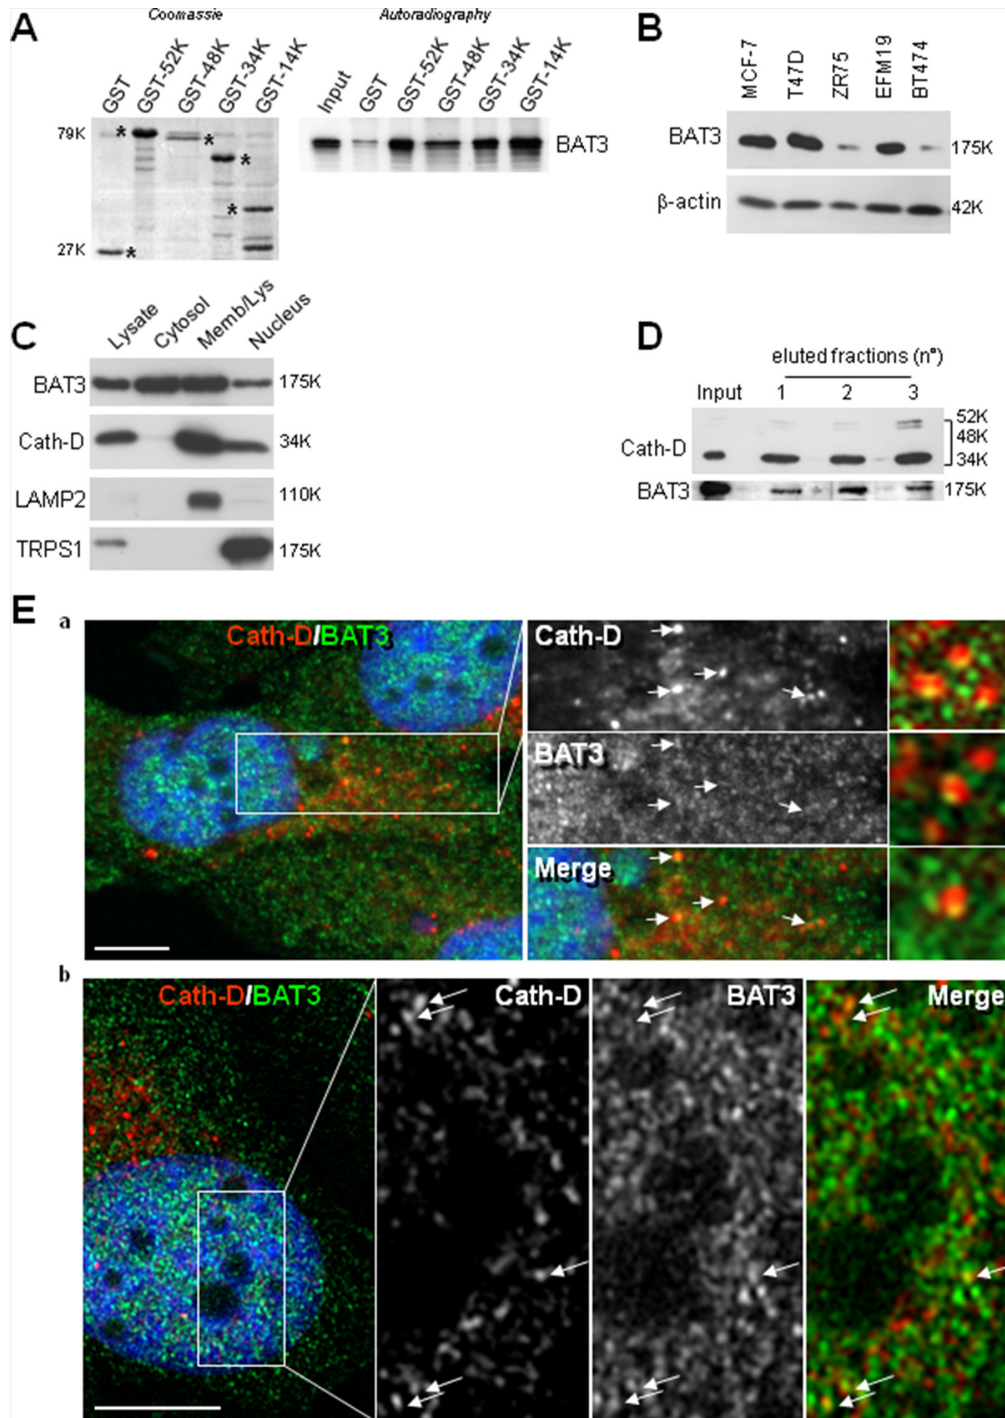 A
Coomassie
Autoradiography
GST
GST-52K
GST-48K
GST-34K
GST-14K
Input
GST
GST-52K
GST-48K
GST-34K
GST-14K
79K
*
*
*
*
27K
*
BAT3
B
MCF-7
T47D
ZR75
EFM19
BT474
BAT3
175K
β-actin
42K
C
Lysate
Cytosol
Memb/Lys
Nucleus
BAT3
175K
Cath-D
34K
LAMP2
110K
TRPS1
175K
D
eluted fractions (n°)
Input
1
2
3
Cath-D
52K
48K
34K
BAT3
175K
E
a
Cath-D/BAT3
Cath-D
BAT3
Merge
b
Cath-D/BAT3
Cath-D
BAT3
Merge